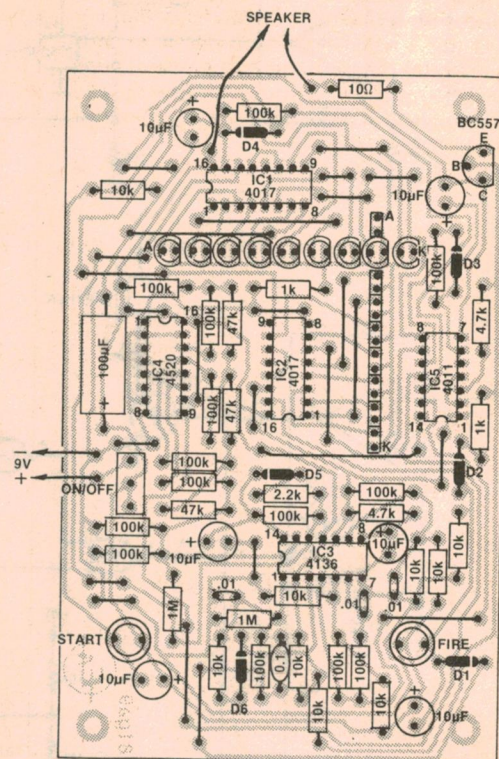 SPEAKER
10Ω
100k
10µF
D4
BC557
E
B
C
16 9
IC1
4017
1 8
10k
10µF
A
A K
100k
D3
100k
1k
4.7k
1 16
100k
47k
9 8
8 7
100µF
+
IC4
4520
IC2
4017
IC5
4011
8 9
100k
47k
16 1
14 1
1k
K
−
9V
+
ON/OFF
100k
100k
D5
2.2k
100k
D2
47k
100k
4.7k
100k
100k
10µF
14 8
IC3
4136
1 7
10µF
10k
10k
10k
.01
10k
.01
.01
1M
1M
START
FIRE
10µF
10k
D6
100k
0.1
10k
100k
100k
D1
10k
10k
10µF